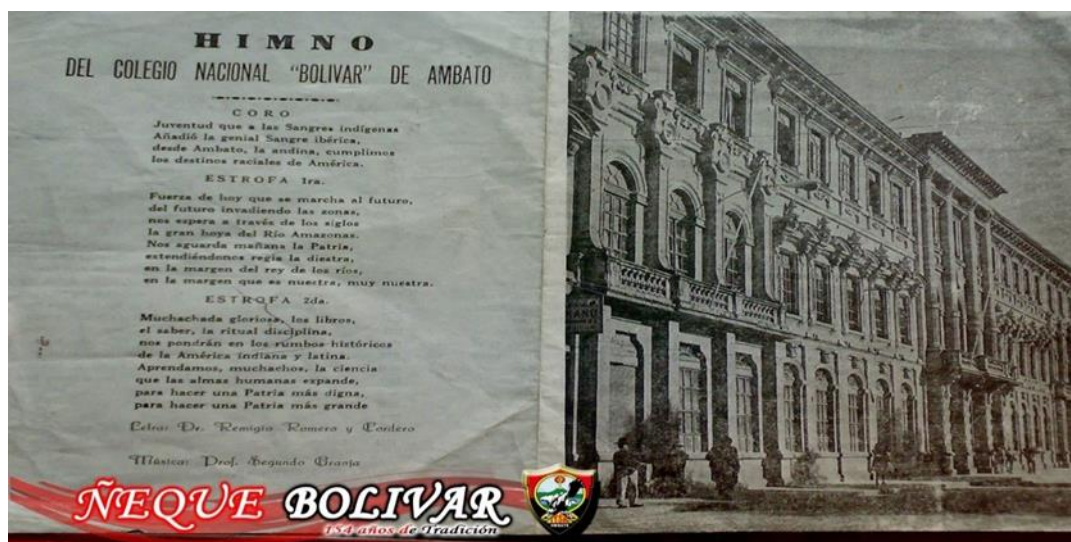 HIMNO
DEL COLEGIO NACIONAL "BOLIVAR" DE AMBATO
CORO
Juventud que a las Sangres indígenas
Añadió la genial Sangre ibérica,
desde Ambato, la andina, cumplimos
los destinos raciales de América.
ESTROFA 1ra.
Fuerza de hoy que se marcha al futuro,
del futuro invadiendo las zonas,
nos espera a través de los siglos
la gran hoya del Río Amazonas.
Nos aguarda mañana la Patria,
extendiéndonos regia la diestra,
en la margen del rey de los ríos,
en la margen que es nuestra, muy nuestra.
ESTROFA 2da.
Muchachada gloriosa, los libros,
el saber, la ritual disciplina,
nos pondrán en los rumbos históricos
de la América indiana y latina.
Aprendamos, muchachos, la ciencia
que las almas humanas expande,
para hacer una Patria más digna,
para hacer una Patria más grande
Letra: Dr. Remigio Romero y Cordero
Música: Prof. Segundo Granja
ÑEQUE BOLIVAR
154 años de Tradición
AMBATO